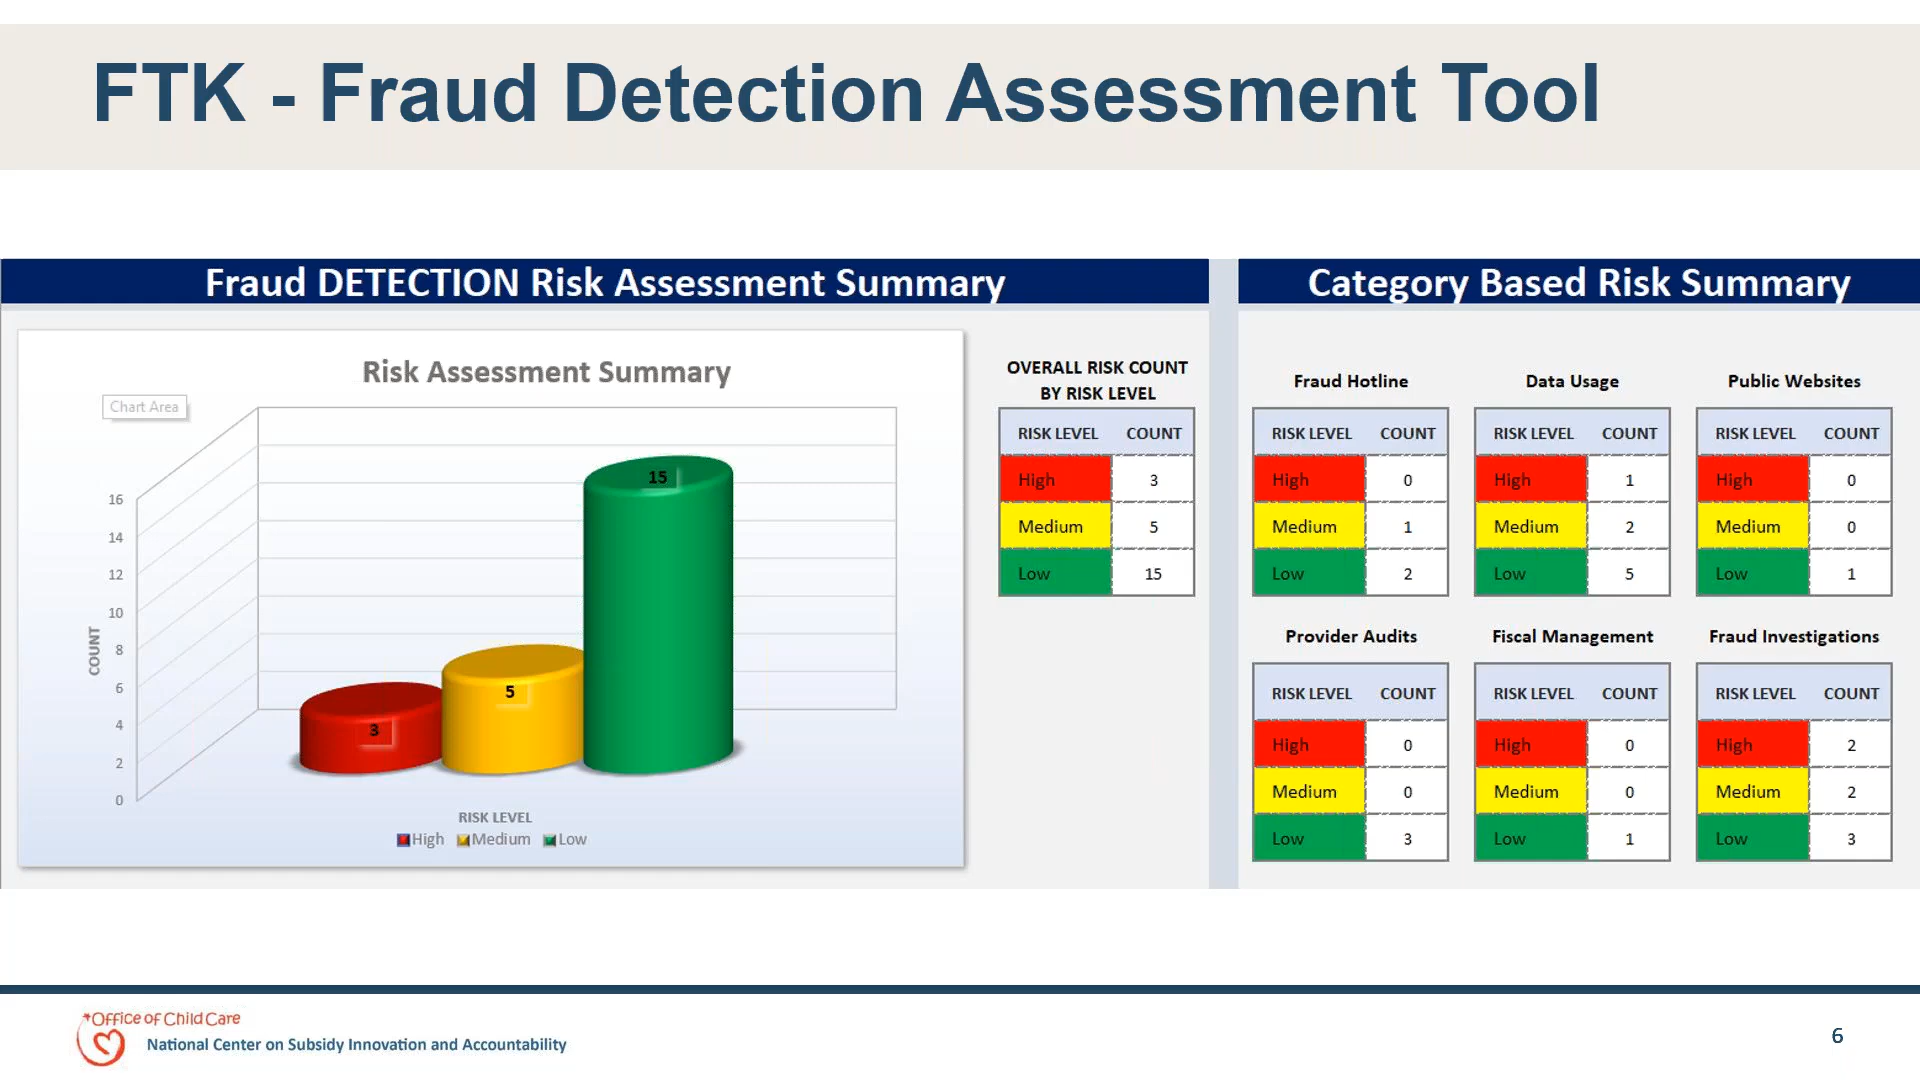 FTK - Fraud Detection Assessment Tool
Fraud DETECTION Risk Assessment Summary
Risk Assessment Summary
Chart Area
16
14
12
10
8
6
4
2
0
COUNT
3
5
15
RISK LEVEL
High Medium Low
OVERALL RISK COUNT
BY RISK LEVEL
RISK LEVEL COUNT
High 3
Medium 5
Low 15
Category Based Risk Summary
Fraud Hotline
RISK LEVEL COUNT
High 0
Medium 1
Low 2
Data Usage
RISK LEVEL COUNT
High 1
Medium 2
Low 5
Public Websites
RISK LEVEL COUNT
High 0
Medium 0
Low 1
Provider Audits
RISK LEVEL COUNT
High 0
Medium 0
Low 3
Fiscal Management
RISK LEVEL COUNT
High 0
Medium 0
Low 1
Fraud Investigations
RISK LEVEL COUNT
High 2
Medium 2
Low 3
Office of Child Care
National Center on Subsidy Innovation and Accountability
6